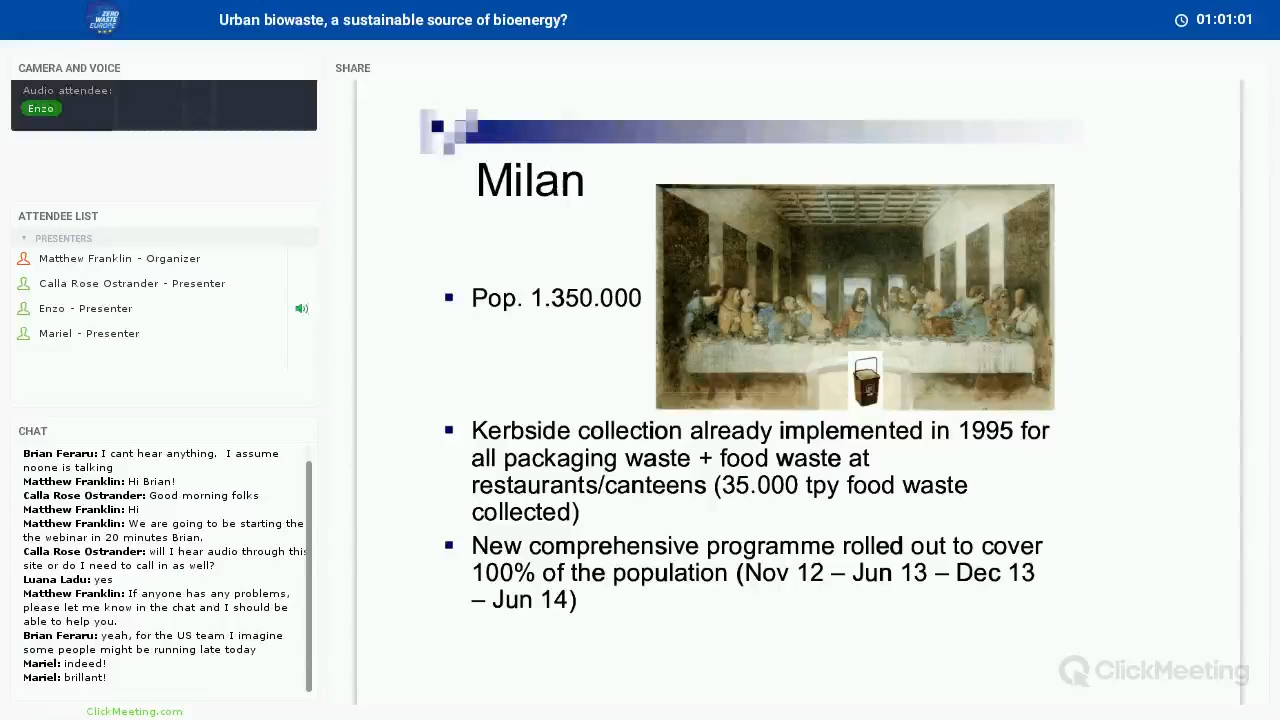 ZERO WASTE EUROPE
Urban biowaste, a sustainable source of bioenergy?
01:01:01
CAMERA AND VOICE
Audio attendee:
Enzo
ATTENDEE LIST
PRESENTERS
Matthew Franklin - Organizer
Calla Rose Ostrander - Presenter
Enzo - Presenter
Mariel - Presenter
CHAT
Brian Feraru: I cant hear anything. I assume
noone is talking
Matthew Franklin: Hi Brian!
Calla Rose Ostrander: Good morning folks
Matthew Franklin: Hi
Matthew Franklin: We are going to be starting the
the webinar in 20 minutes Brian.
Calla Rose Ostrander: will I hear audio through this
site or do I need to call in as well?
Luana Ladu: yes
Matthew Franklin: If anyone has any problems,
please let me know in the chat and I should be
able to help you.
Brian Feraru: yeah, for the US team I imagine
some people might be running late today
Mariel: indeed!
Mariel: brillant!
ClickMeeting.com
SHARE
Milan
Pop. 1.350.000
Kerbside collection already implemented in 1995 for
all packaging waste + food waste at
restaurants/canteens (35.000 tpy food waste
collected)
New comprehensive programme rolled out to cover
100% of the population (Nov 12 – Jun 13 – Dec 13
– Jun 14)
ClickMeeting